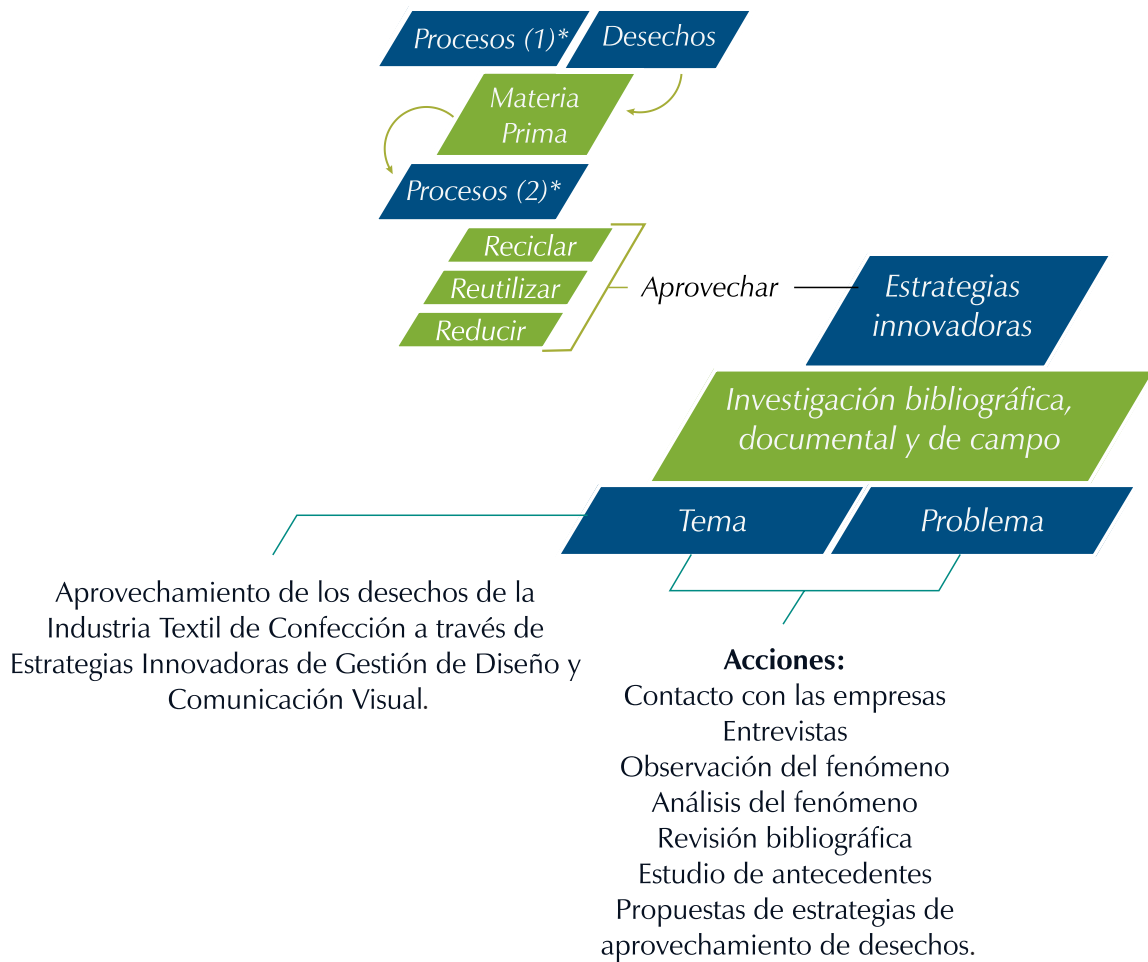 Procesos (1)*
Desechos
Materia
Prima
Procesos (2)*
Reciclar
Reutilizar
Reducir
Aprovechar
Estrategias
innovadoras
Investigación bibliográfica,
documental y de campo
Tema
Problema
Aprovechamiento de los desechos de la
Industria Textil de Confección a través de
Estrategias Innovadoras de Gestión de Diseño y
Comunicación Visual.
Acciones:
Contacto con las empresas
Entrevistas
Observación del fenómeno
Análisis del fenómeno
Revisión bibliográfica
Estudio de antecedentes
Propuestas de estrategias de
aprovechamiento de desechos.